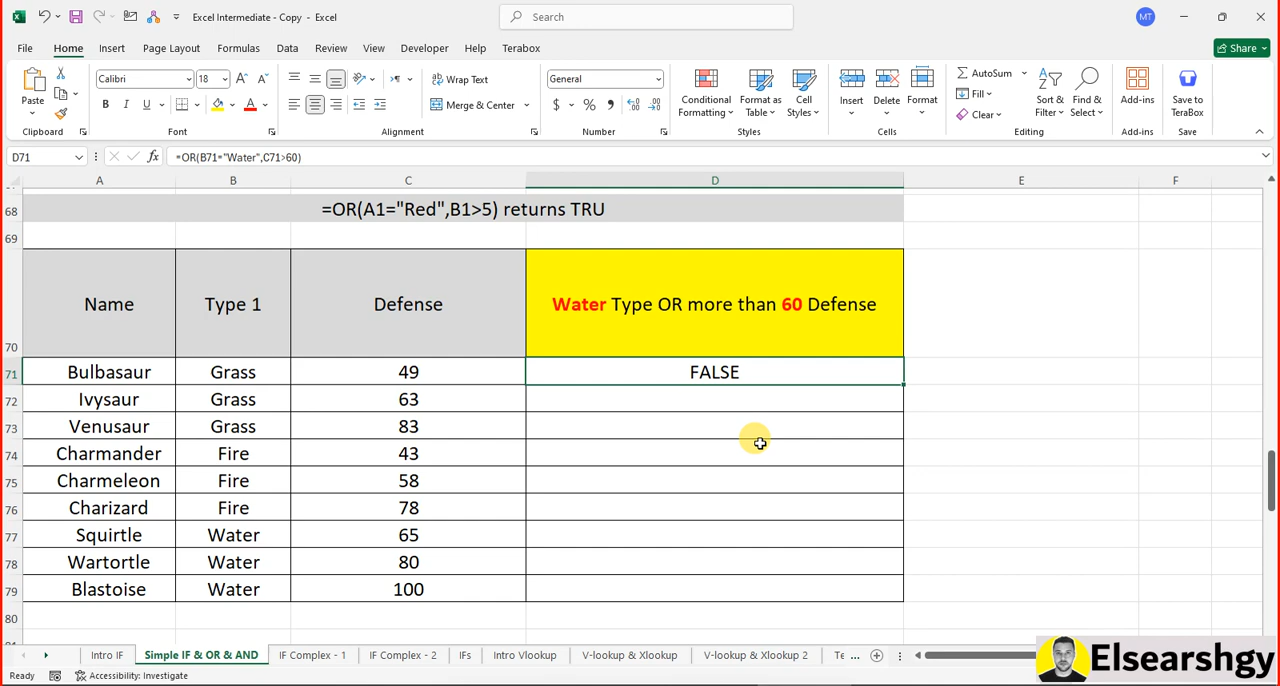 Excel Intermediate - Copy - Excel
Search
MT
File Home Insert Page Layout Formulas Data Review View Developer Help Terabox
Share
Paste
Clipboard
Calibri 18
B I U
Font
Wrap Text
Merge & Center
Alignment
General
$ % 9
Number
Conditional Formatting
Format as Table
Cell Styles
Styles
Insert Delete Format
Cells
AutoSum
Fill
Clear
Sort & Filter
Find & Select
Editing
Add-ins
Add-ins
Save to TeraBox
Save
D71 fx =OR(B71="Water",C71>60)
A B C D E F
68 =OR(A1="Red",B1>5) returns TRU
69
70 Name Type 1 Defense Water Type OR more than 60 Defense
71 Bulbasaur Grass 49 FALSE
72 Ivysaur Grass 63
73 Venusaur Grass 83
74 Charmander Fire 43
75 Charmeleon Fire 58
76 Charizard Fire 78
77 Squirtle Water 65
78 Wartortle Water 80
79 Blastoise Water 100
80
Intro IF Simple IF & OR & AND IF Complex - 1 IF Complex - 2 IFs Intro Vlookup V-lookup & Xlookup V-lookup & Xlookup 2 Te ...
Ready Accessibility: Investigate
Elsearshgy